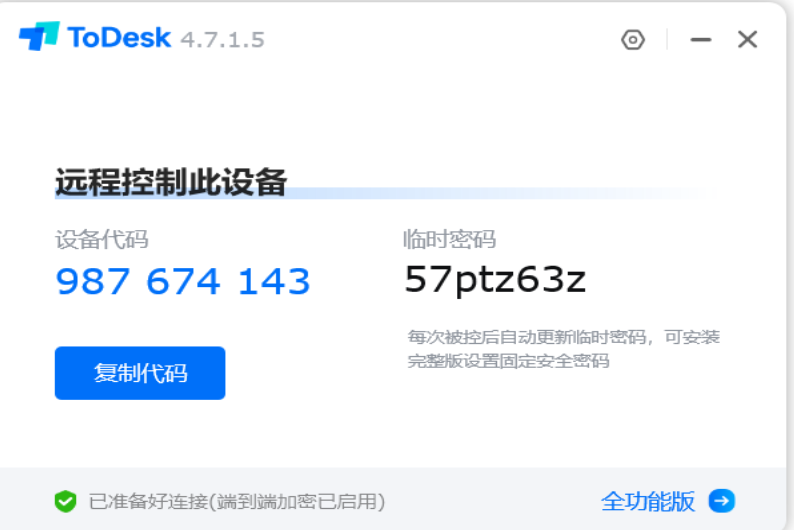 ToDesk 4.7.1.5
远程控制此设备
设备代码
987 674 143
临时密码
57ptz63z
每次被控后自动更新临时密码，可安装
完整版设置固定安全密码
复制代码
已准备好连接(端到端加密已启用)
全功能版